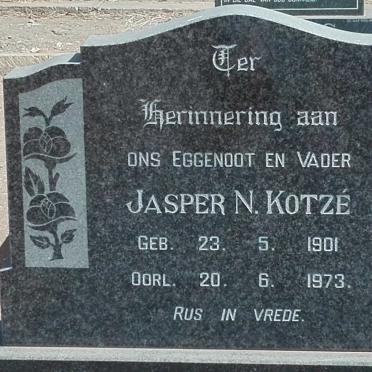 Ter
Herinnering aan
ONS EGGENOOT EN VADER
JASPER N. KOTZÉ
GEB. 23. 5. 1901
OORL. 20. 6. 1973.
RUS IN VREDE.